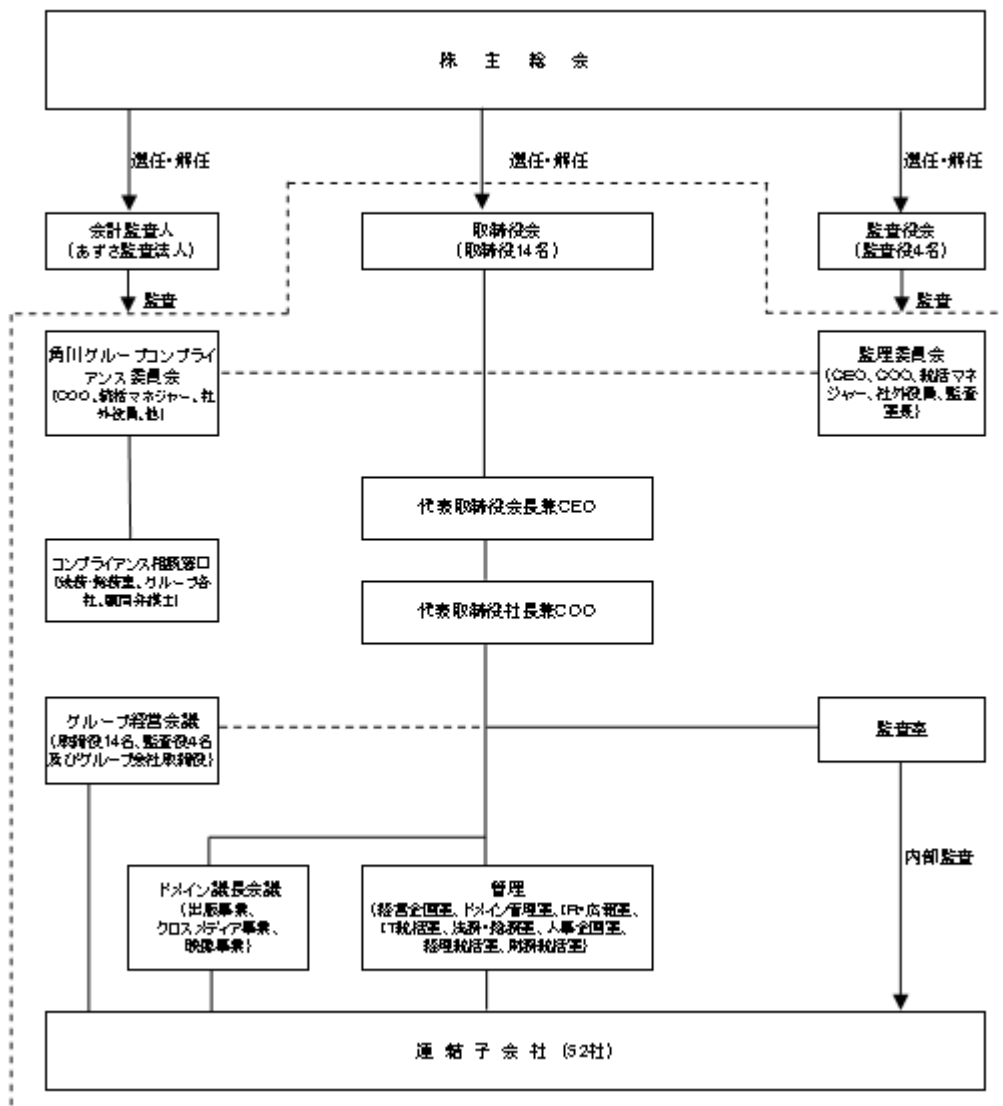 株主総会
選任・解任
選任・解任
選任・解任
会計監査人
(あずさ監査法人)
取締役会
(取締役14名)
監査役会
(監査役4名)
監査
監査
角川グループコンプライ
アンス委員会
(COO、統括マネジャー、社
外役員、他)
監理委員会
(CEO、COO、統括マネ
ジャー、社外役員、監査
室長)
代表取締役会長兼CEO
コンプライアンス相談窓口
(法務・総務室、グループ各
社、顧問弁護士)
代表取締役社長兼COO
グループ経営会議
(取締役14名、監査役4名
及びグループ会社取締役)
監査室
内部監査
ドメイン議長会議
(出版事業、
クロスメディア事業、
映像事業)
管理
(経営企画室、ドメイン管理室、IR・広報室、
IT統括室、法務・総務室、人事企画室、
経理統括室、財務統括室)
連結子会社(52社)